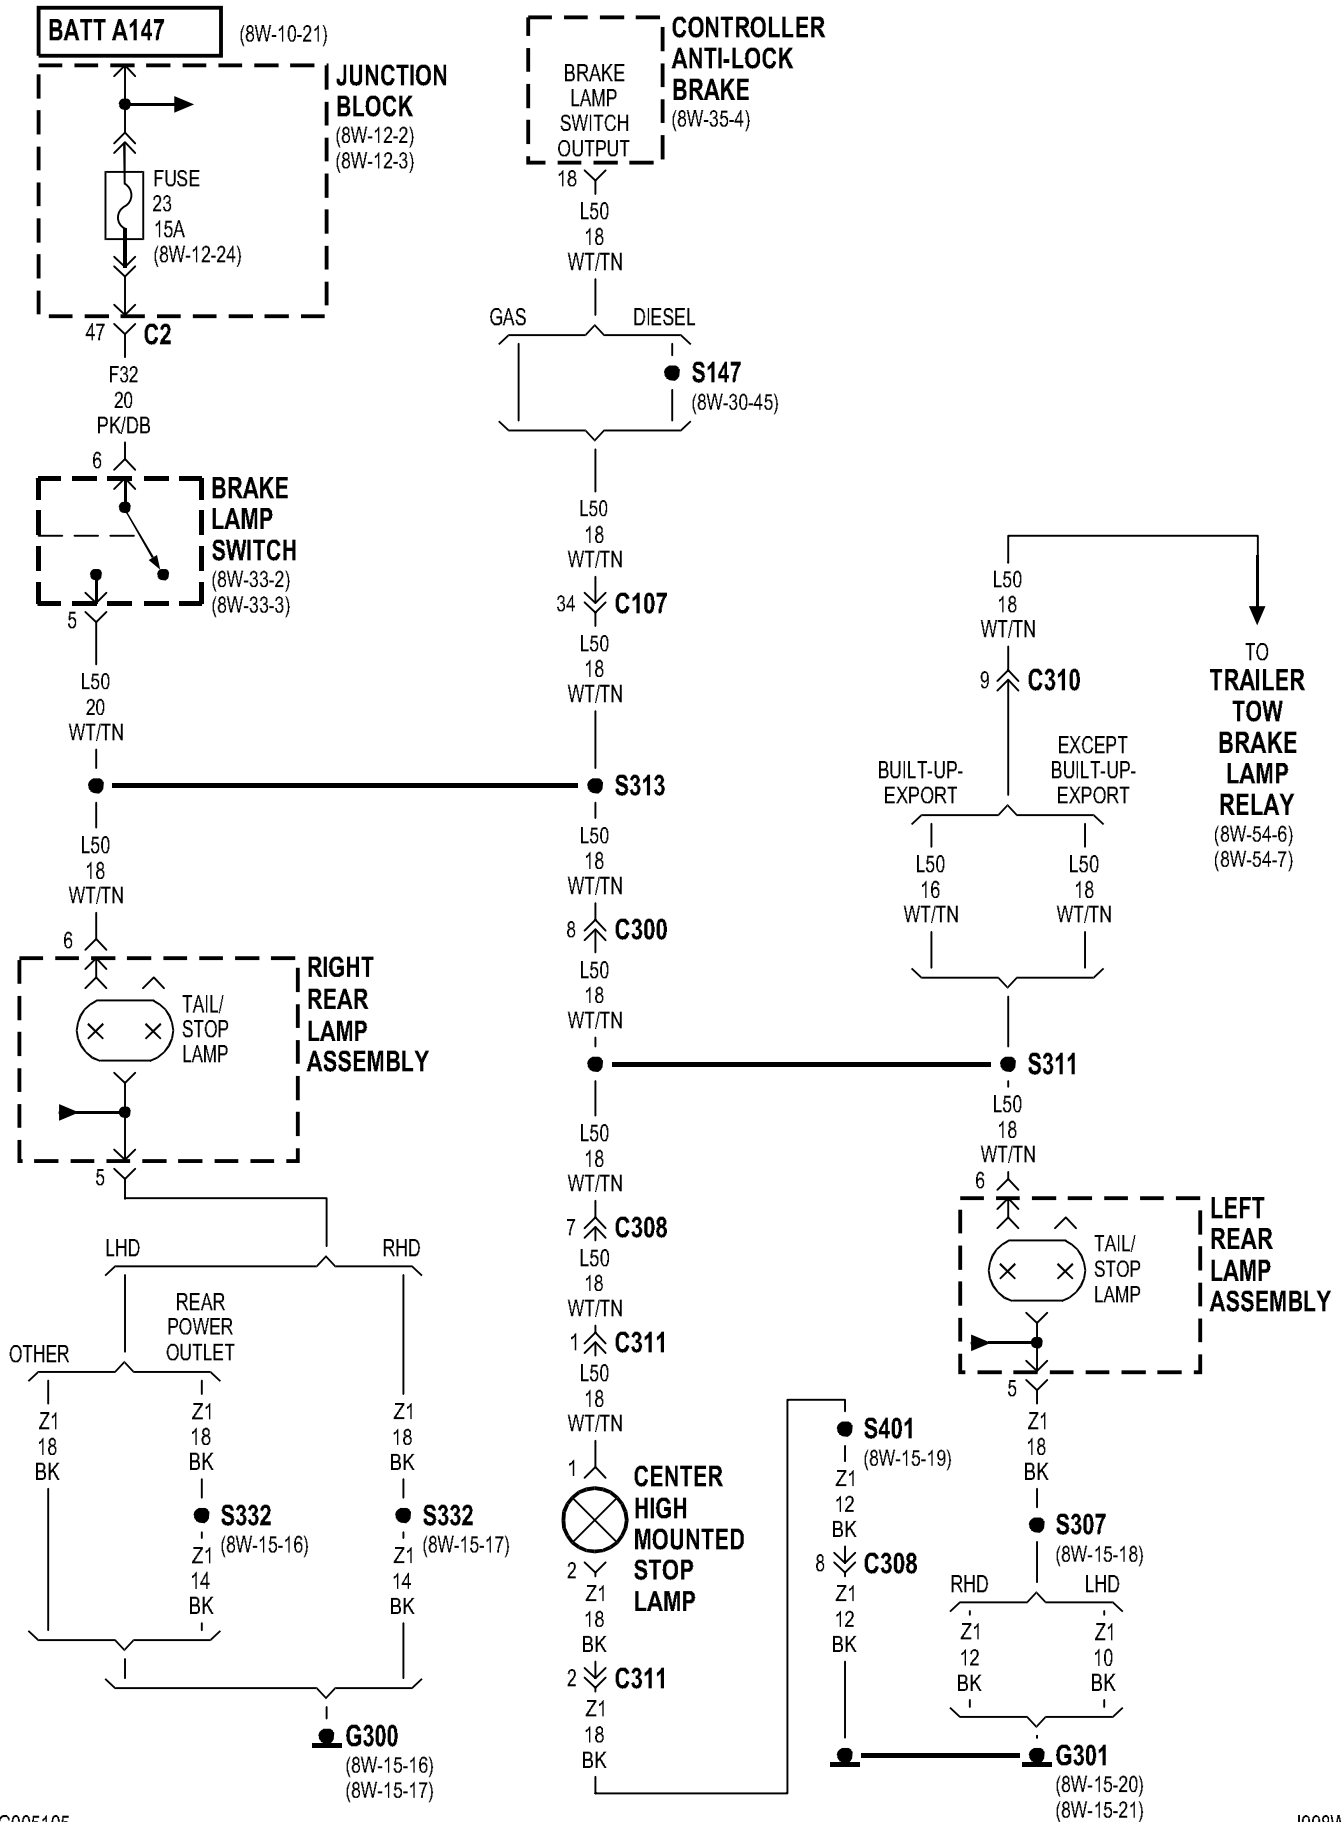 BATT A147
(8W-10-21)
JUNCTION
BLOCK
(8W-12-2)
(8W-12-3)
FUSE
23
15A
(8W-12-24)
47
C2
F32
20
PK/DB
6
BRAKE
LAMP
SWITCH
(8W-33-2)
(8W-33-3)
5
L50
20
WT/TN
L50
18
WT/TN
6
RIGHT
REAR
LAMP
ASSEMBLY
TAIL/
STOP
LAMP
5
LHD
RHD
OTHER
REAR
POWER
OUTLET
Z1
18
BK
Z1
18
BK
S332
(8W-15-16)
Z1
14
BK
Z1
18
BK
S332
(8W-15-17)
Z1
14
BK
G300
(8W-15-16)
(8W-15-17)
CONTROLLER
ANTI-LOCK
BRAKE
(8W-35-4)
BRAKE
LAMP
SWITCH
OUTPUT
18
L50
18
WT/TN
GAS
DIESEL
S147
(8W-30-45)
L50
18
WT/TN
34
C107
L50
18
WT/TN
S313
L50
18
WT/TN
8
C300
L50
18
WT/TN
L50
18
WT/TN
7
C308
L50
18
WT/TN
1
C311
L50
18
WT/TN
1
CENTER
HIGH
MOUNTED
STOP
LAMP
2
Z1
18
BK
2
C311
Z1
18
BK
S401
(8W-15-19)
Z1
12
BK
8
C308
Z1
12
BK
L50
18
WT/TN
9
C310
TO
TRAILER
TOW
BRAKE
LAMP
RELAY
(8W-54-6)
(8W-54-7)
BUILT-UP-
EXPORT
EXCEPT
BUILT-UP-
EXPORT
L50
16
WT/TN
L50
18
WT/TN
S311
L50
18
WT/TN
6
LEFT
REAR
LAMP
ASSEMBLY
TAIL/
STOP
LAMP
5
Z1
18
BK
S307
(8W-15-18)
RHD
LHD
Z1
12
BK
Z1
10
BK
G301
(8W-15-20)
(8W-15-21)